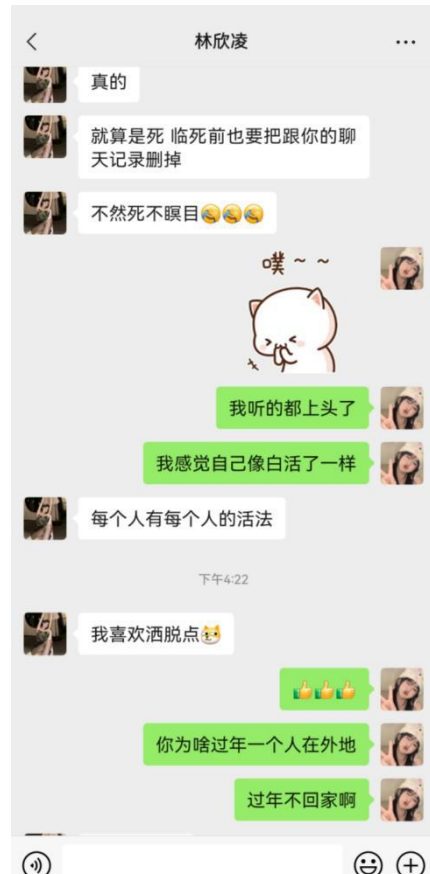 林欣凌
真的
就算是死 临死前也要把跟你的聊
天记录删掉
不然死不瞑目
噗~~
我听的都上头了
我感觉自己像白活了一样
每个人有每个人的活法
下午4:22
我喜欢洒脱点
你为啥过年一个人在外地
过年不回家啊